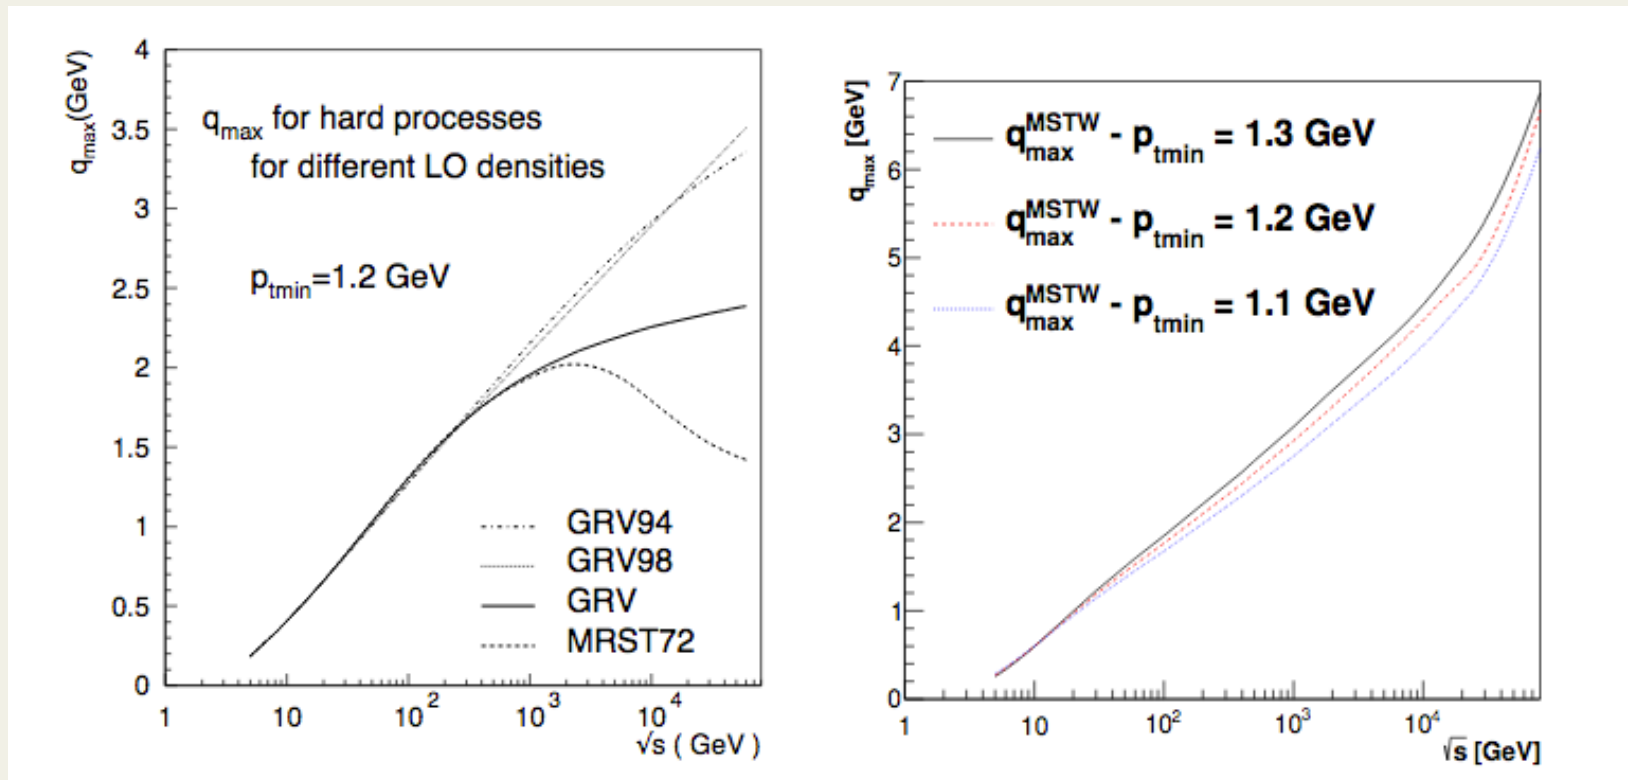 4
3.5
3
2.5
2
1.5
1
0.5
0
q_max(GeV)
q_max for hard processes
for different LO densities
p_tmin=1.2 GeV
GRV94
GRV98
GRV
MRST72
1 10 10^2 10^3 10^4
√s ( GeV )
7
6
5
4
3
2
1
0
q_max [GeV]
q_max^MSTW - p_tmin = 1.3 GeV
q_max^MSTW - p_tmin = 1.2 GeV
q_max^MSTW - p_tmin = 1.1 GeV
1 10 10^2 10^3 10^4
√s [GeV]